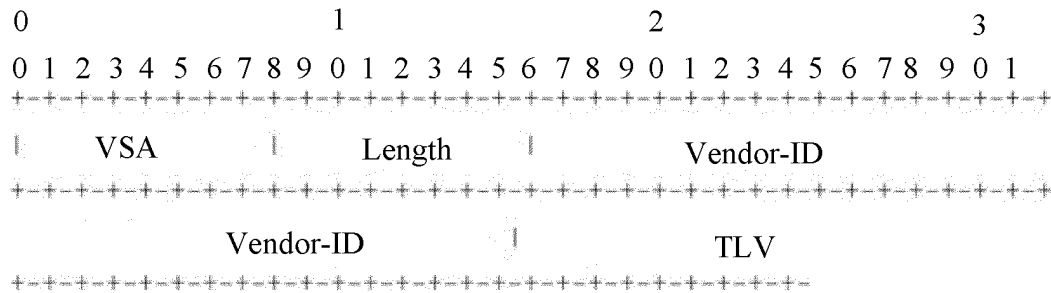 0 1 2 3
0 1 2 3 4 5 6 7 8 9 0 1 2 3 4 5 6 7 8 9 0 1 2 3 4 5 6 7 8 9 0 1
+-+-+-+-+-+-+-+-+-+-+-+-+-+-+-+-+-+-+-+-+-+-+-+-+-+-+-+-+-+-+-+-+
| VSA | Length | Vendor-ID
+-+-+-+-+-+-+-+-+-+-+-+-+-+-+-+-+-+-+-+-+-+-+-+-+-+-+-+-+-+-+-+-+
Vendor-ID | TLV
+-+-+-+-+-+-+-+-+-+-+-+-+-+-+-+-+-+-+-+-+-+-+-+-+-+-